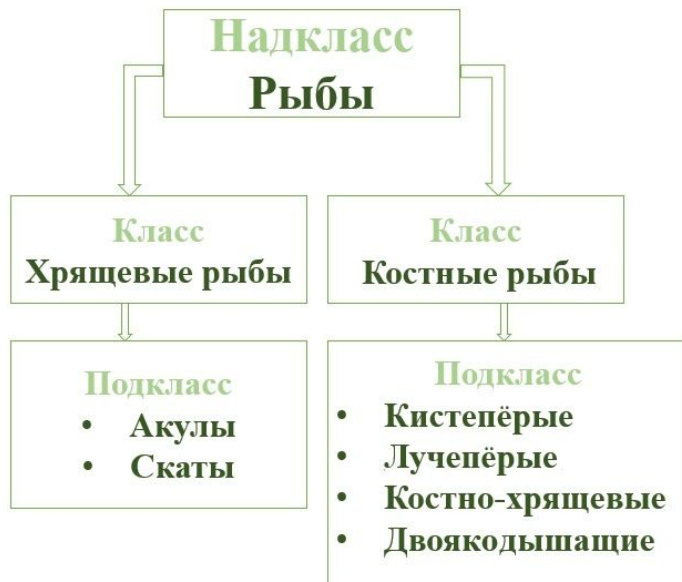 Надкласс
Рыбы
Класс
Хрящевые рыбы
Класс
Костные рыбы
Подкласс
• Акулы
• Скаты
Подкласс
• Кистепёрые
• Лучепёрые
• Костно-хрящевые
• Двоякодышащие